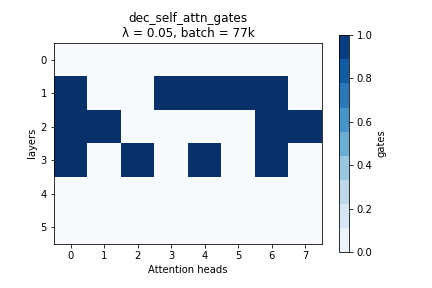 dec_self_attn_gates
λ = 0.05, batch = 77k
layers
0
1
2
3
4
5
0 1 2 3 4 5 6 7
Attention heads
1.0
0.8
0.6
0.4
0.2
0.0
gates